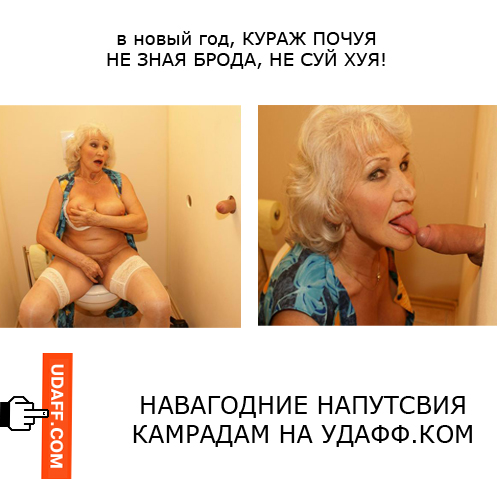 в новый год, КУРАЖ ПОЧУЯ
НЕ ЗНАЯ БРОДА, НЕ СУЙ ХУЯ!
UDAFF.COM
НАВАГОДНИЕ НАПУТСВИЯ
КАМРАДАМ НА УДАФФ.КОМ